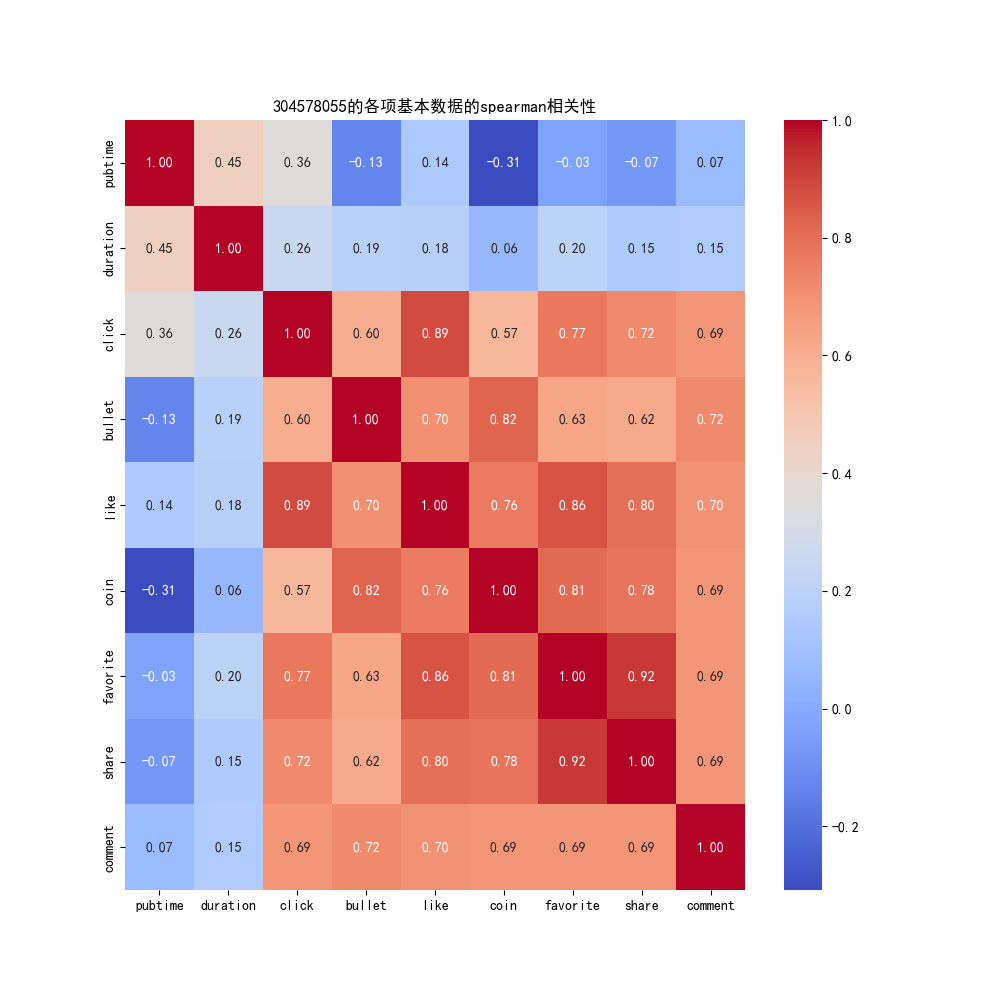 304578055的各项基本数据的spearman相关性
pubtime 1.00 0.45 0.36 -0.13 0.14 -0.31 -0.03 -0.07 0.07
duration 0.45 1.00 0.26 0.19 0.18 0.06 0.20 0.15 0.15
click 0.36 0.26 1.00 0.60 0.89 0.57 0.77 0.72 0.69
bullet -0.13 0.19 0.60 1.00 0.70 0.82 0.63 0.62 0.72
like 0.14 0.18 0.89 0.70 1.00 0.76 0.86 0.80 0.70
coin -0.31 0.06 0.57 0.82 0.76 1.00 0.81 0.78 0.69
favorite -0.03 0.20 0.77 0.63 0.86 0.81 1.00 0.92 0.69
share -0.07 0.15 0.72 0.62 0.80 0.78 0.92 1.00 0.69
comment 0.07 0.15 0.69 0.72 0.70 0.69 0.69 0.69 1.00
pubtime duration click bullet like coin favorite share comment
1.0
0.8
0.6
0.4
0.2
0.0
-0.2